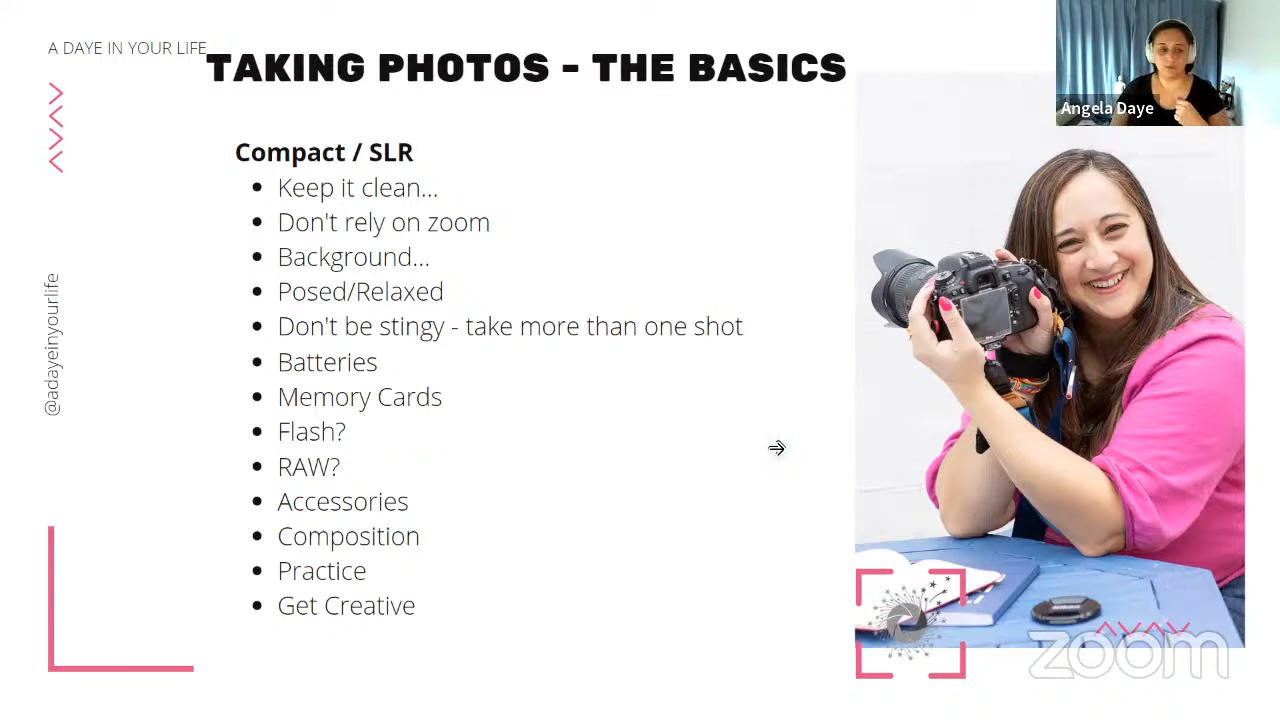 A DAYE IN YOUR LIFE
TAKING PHOTOS - THE BASICS
Angela Daye
@adayeinyourlife
Compact / SLR
• Keep it clean...
• Don't rely on zoom
• Background...
• Posed/Relaxed
• Don't be stingy - take more than one shot
• Batteries
• Memory Cards
• Flash?
• RAW?
• Accessories
• Composition
• Practice
• Get Creative
zoom